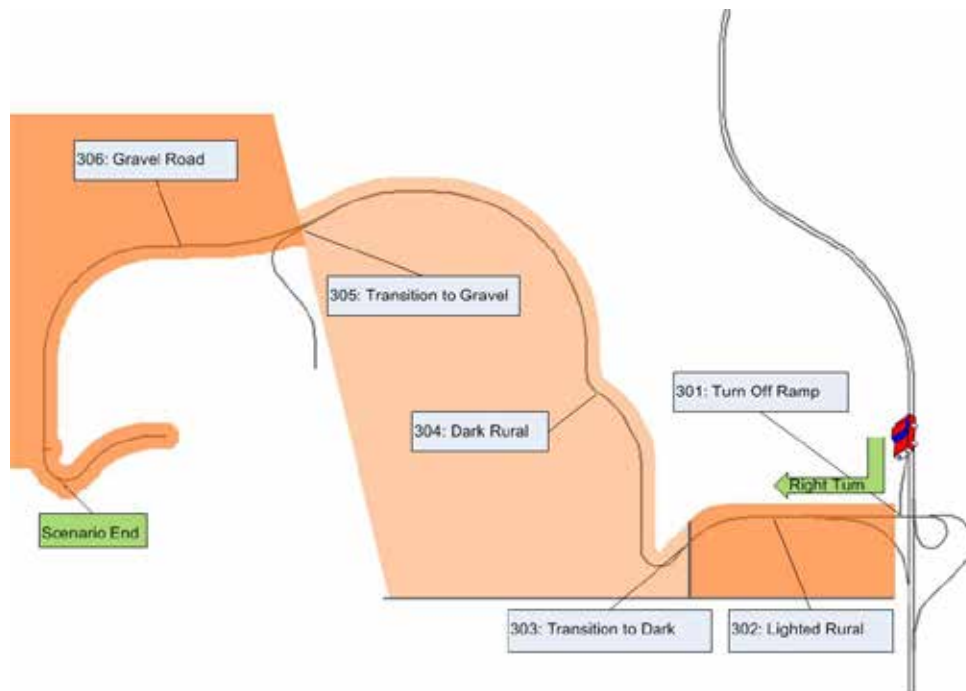 306: Gravel Road
305: Transition to Gravel
301: Turn Off Ramp
304: Dark Rural
Right Turn
Scenario End
303: Transition to Dark
302: Lighted Rural